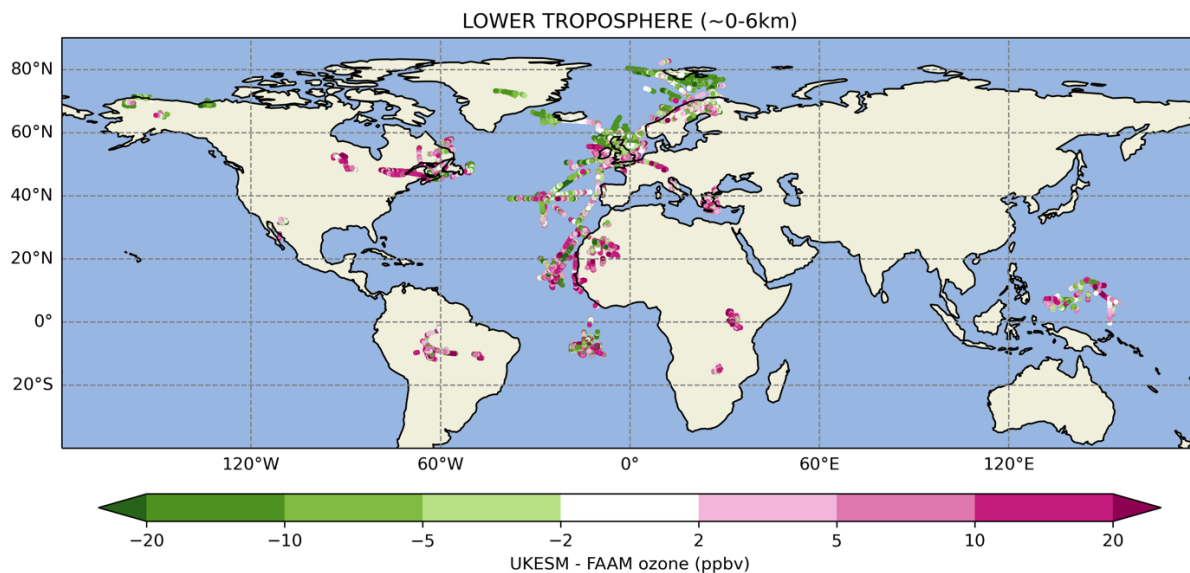 LOWER TROPOSPHERE (~0-6km)
80°N
60°N
40°N
20°N
0°
20°S
120°W 60°W 0° 60°E 120°E
−20 −10 −5 −2 2 5 10 20
UKESM - FAAM ozone (ppbv)